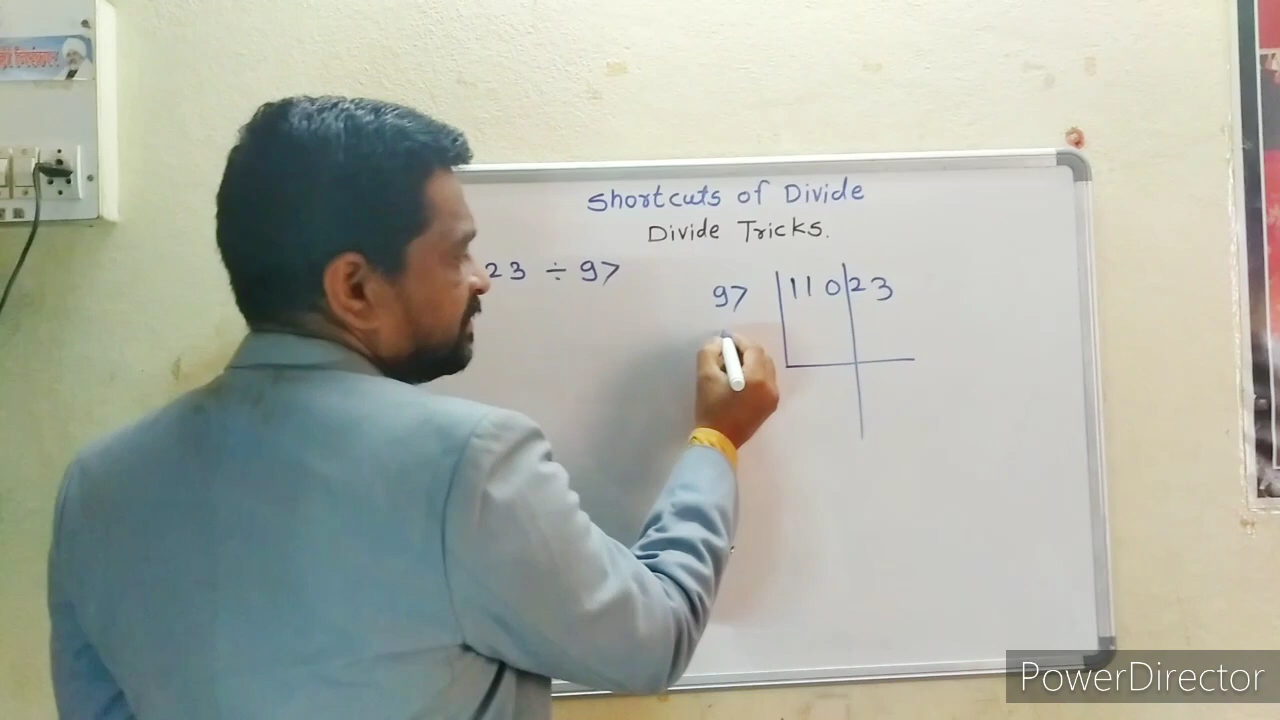 Shortcuts of Divide
Divide Tricks.
23 ÷ 97
97 110 23
PowerDirector